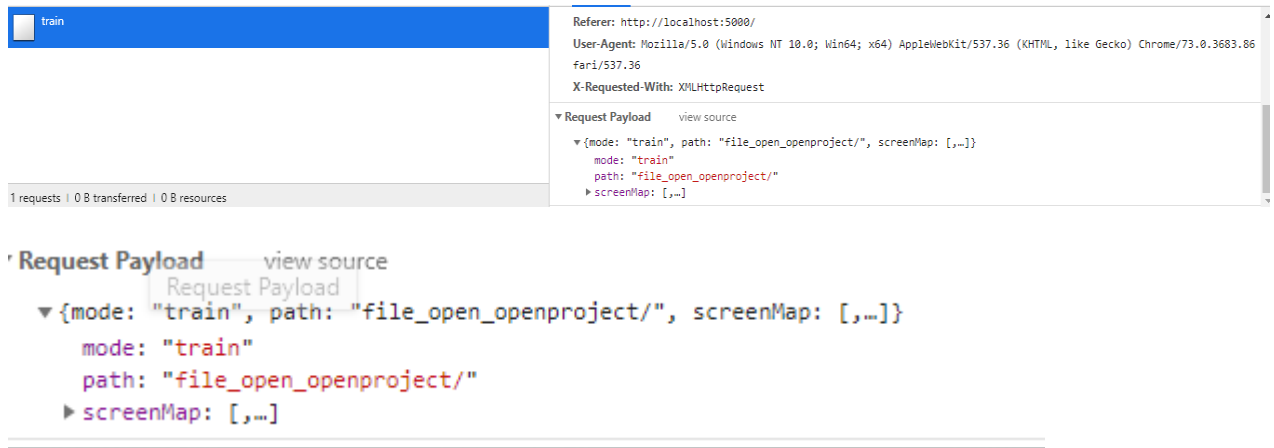 train
1 requests | 0 B transferred | 0 B resources
Referer: http://localhost:5000/
User-Agent: Mozilla/5.0 (Windows NT 10.0; Win64; x64) AppleWebKit/537.36 (KHTML, like Gecko) Chrome/73.0.3683.86
fari/537.36
X-Requested-With: XMLHttpRequest
Request Payload view source
{mode: "train", path: "file_open_openproject/", screenMap: [,…]}
mode: "train"
path: "file_open_openproject/"
screenMap: [,…]
Request Payload view source
Request Payload
{mode: "train", path: "file_open_openproject/", screenMap: [,…]}
mode: "train"
path: "file_open_openproject/"
screenMap: [,…]